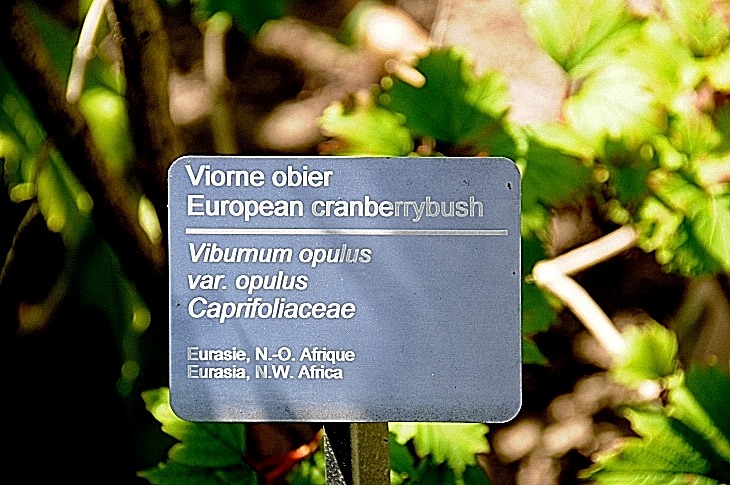 Viorne obier
European cranberrybush
Viburnum opulus
var. opulus
Caprifoliaceae
Eurasie, N.-O. Afrique
Eurasia, N.W. Africa